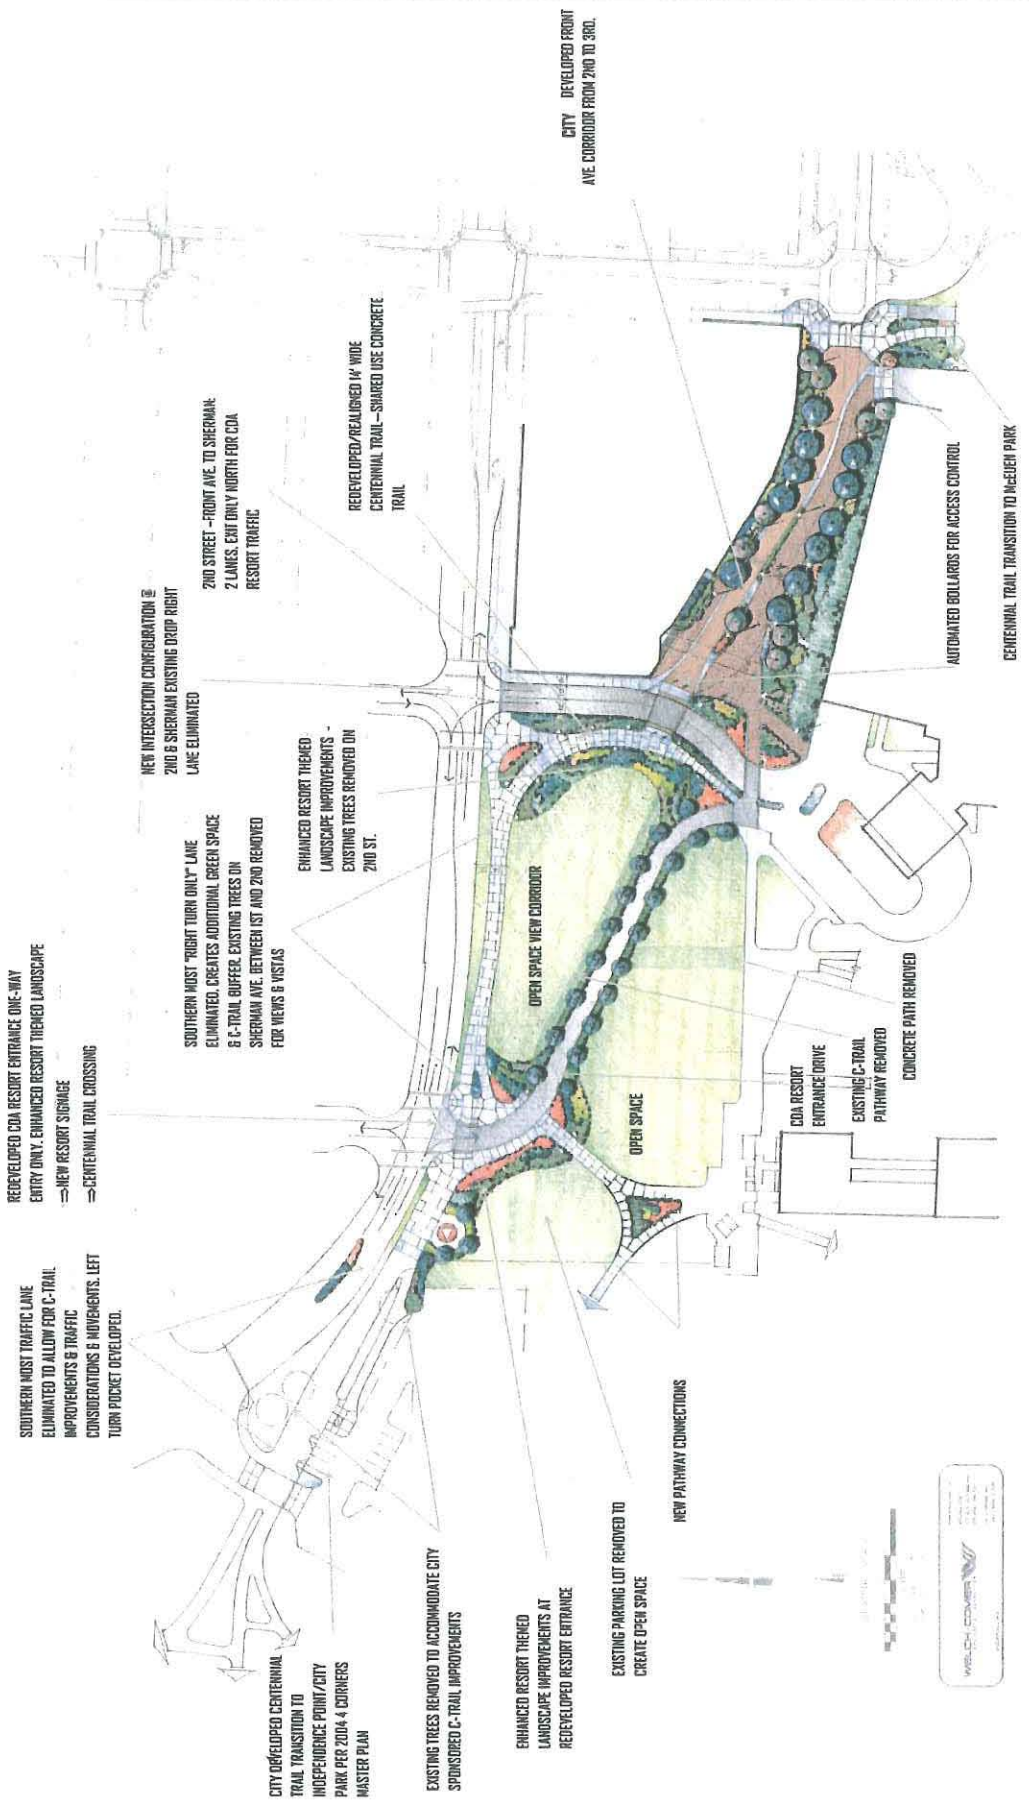 CITY DEVELOPED CENTENNIAL
TRAIL TRANSITION TO
INDEPENDENCE POINT/CITY
PARK PER 2004 4 CORNERS
MASTER PLAN
SOUTHERN MOST TRAFFIC LANE
ELIMINATED TO ALLOW FOR C-TRAIL
IMPROVEMENTS & TRAFFIC
CONSIDERATIONS & MOVEMENTS. LEFT
TURN POCKET DEVELOPED.
REDEVELOPED CDA RESORT ENTRANCE ONE-WAY
ENTRY ONLY. ENHANCED RESORT THEMED LANDSCAPE
=>NEW RESORT SIGNAGE
=>CENTENNIAL TRAIL CROSSING
SOUTHERN MOST "RIGHT TURN ONLY" LANE
ELIMINATED. CREATES ADDITIONAL GREEN SPACE
& C-TRAIL BUFFER. EXISTING TREES ON
SHERMAN AVE. BETWEEN 1ST AND 2ND REMOVED
FOR VIEWS & VISTAS
NEW INTERSECTION CONFIGURATION @
2ND & SHERMAN EXISTING DROP RIGHT
LANE ELIMINATED
2ND STREET -FRONT AVE. TO SHERMAN:
2 LANES, EXIT ONLY NORTH FOR CDA
RESORT TRAFFIC
ENHANCED RESORT THEMED
LANDSCAPE IMPROVEMENTS -
EXISTING TREES REMOVED ON
2ND ST.
REDEVELOPED/REALIGNED 14' WIDE
CENTENNIAL TRAIL-SHARED USE CONCRETE
TRAIL
CITY DEVELOPED FRONT
AVE. CORRIDOR FROM 2ND TO 3RD.
EXISTING TREES REMOVED TO ACCOMMODATE CITY
SPONSORED C-TRAIL IMPROVEMENTS
ENHANCED RESORT THEMED
LANDSCAPE IMPROVEMENTS AT
REDEVELOPED RESORT ENTRANCE
EXISTING PARKING LOT REMOVED TO
CREATE OPEN SPACE
NEW PATHWAY CONNECTIONS
OPEN SPACE VIEW CORRIDOR
OPEN SPACE
CDA RESORT
ENTRANCE DRIVE
EXISTING C-TRAIL
PATHWAY REMOVED
CONCRETE PATH REMOVED
AUTOMATED BOLLARDS FOR ACCESS CONTROL
CENTENNIAL TRAIL TRANSITION TO McEUEN PARK
WELCH COMER